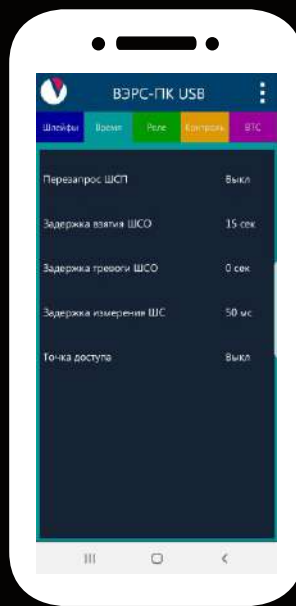 ВЭРС-ПК USB
Шлейфы Время Реле Контроль ВТС
Перезапрос ШСП Выкл
Задержка взятия ШСО 15 сек
Задержка тревоги ШСО 0 сек
Задержка измерения ШС 50 мс
Точка доступа Выкл